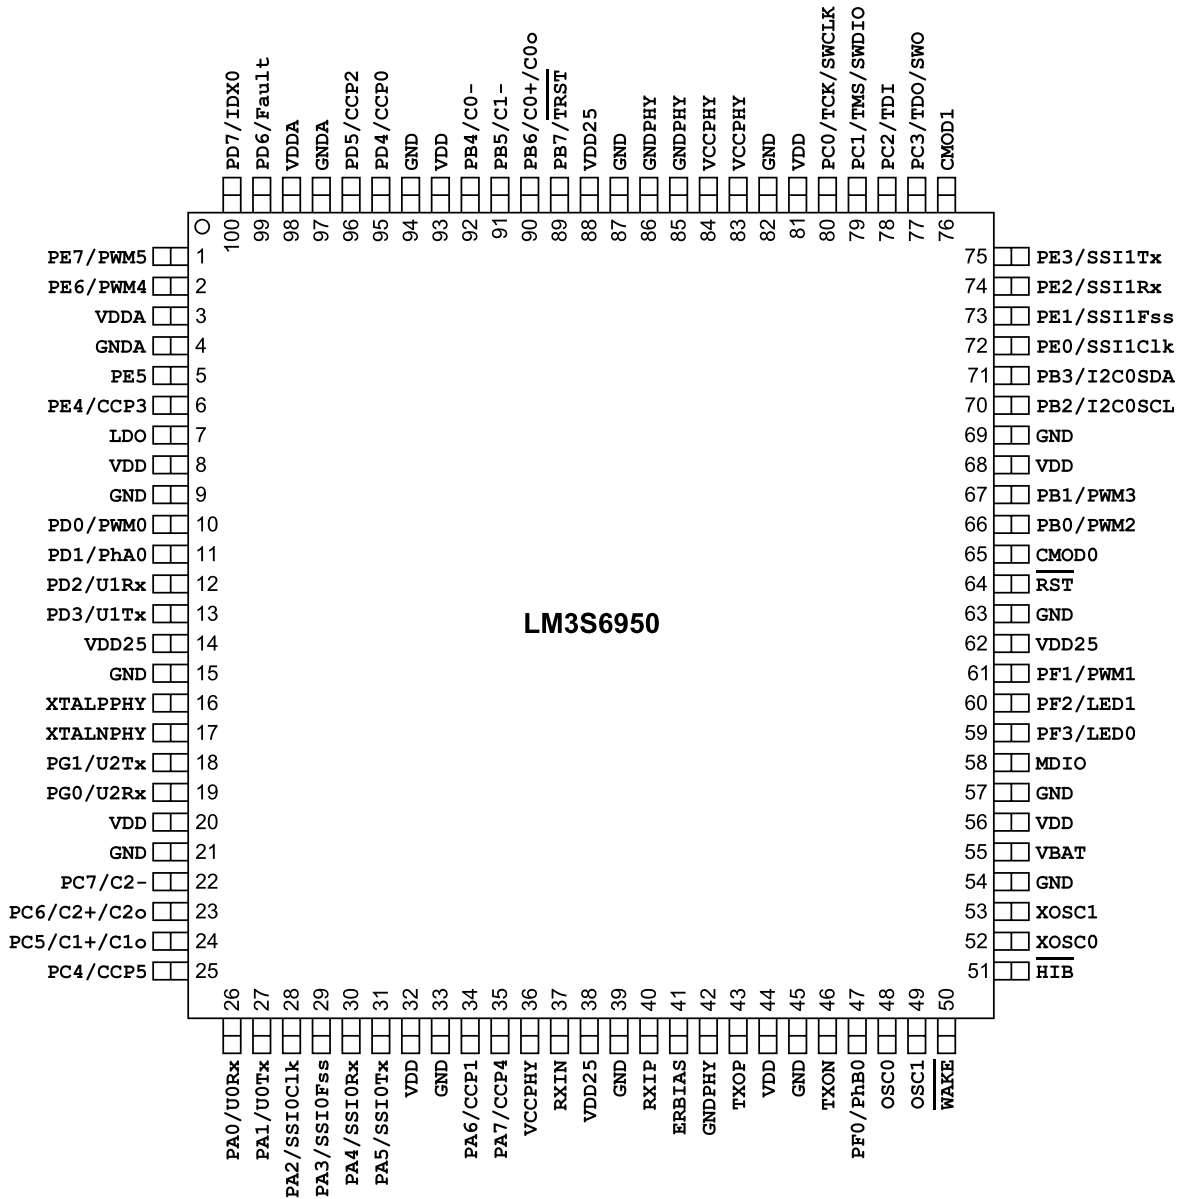 PD7/IDX0
PD6/Fault
VDDA
GNDA
PD5/CCP2
PD4/CCP0
GND
VDD
PB4/C0-
PB5/C1-
PB6/C0+/C0o
PB7/TRST
VDD25
GND
GNDPHY
GNDPHY
VCCPHY
VCCPHY
GND
VDD
PC0/TCK/SWCLK
PC1/TMS/SWDIO
PC2/TDI
PC3/TDO/SWO
CMOD1
100
99
98
97
96
95
94
93
92
91
90
89
88
87
86
85
84
83
82
81
80
79
78
77
76
PE7/PWM5 1
PE6/PWM4 2
VDDA 3
GNDA 4
PE5 5
PE4/CCP3 6
LDO 7
VDD 8
GND 9
PD0/PWM0 10
PD1/PhA0 11
PD2/U1Rx 12
PD3/U1Tx 13
VDD25 14
GND 15
XTALPPHY 16
XTALNPHY 17
PG1/U2Tx 18
PG0/U2Rx 19
VDD 20
GND 21
PC7/C2- 22
PC6/C2+/C2o 23
PC5/C1+/C1o 24
PC4/CCP5 25
LM3S6950
75 PE3/SSI1Tx
74 PE2/SSI1Rx
73 PE1/SSI1Fss
72 PE0/SSI1Clk
71 PB3/I2C0SDA
70 PB2/I2C0SCL
69 GND
68 VDD
67 PB1/PWM3
66 PB0/PWM2
65 CMOD0
64 RST
63 GND
62 VDD25
61 PF1/PWM1
60 PF2/LED1
59 PF3/LED0
58 MDIO
57 GND
56 VDD
55 VBAT
54 GND
53 XOSC1
52 XOSC0
51 HIB
26
27
28
29
30
31
32
33
34
35
36
37
38
39
40
41
42
43
44
45
46
47
48
49
50
PA0/U0Rx
PA1/U0Tx
PA2/SSI0Clk
PA3/SSI0Fss
PA4/SSI0Rx
PA5/SSI0Tx
VDD
GND
PA6/CCP1
PA7/CCP4
VCCPHY
RXIN
VDD25
GND
RXIP
ERBIAS
GNDPHY
TXOP
VDD
GND
TXON
PF0/PhB0
OSC0
OSC1
WAKE